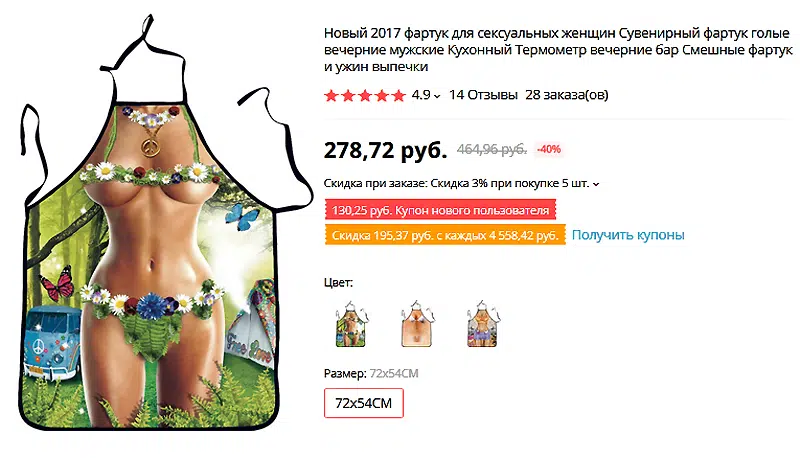 Новый 2017 фартук для сексуальных женщин Сувенирный фартук голые
вечерние мужские Кухонный Термометр вечерние бар Смешные фартук
и ужин выпечки
4.9 14 Отзывы 28 заказа(ов)
278,72 руб. 464,96 руб. -40%
Скидка при заказе: Скидка 3% при покупке 5 шт.
130,25 руб. Купон нового пользователя
Скидка 195,37 руб. с каждых 4 558,42 руб. Получить купоны
Цвет:
Free Love
Размер: 72x54CM
72x54CM